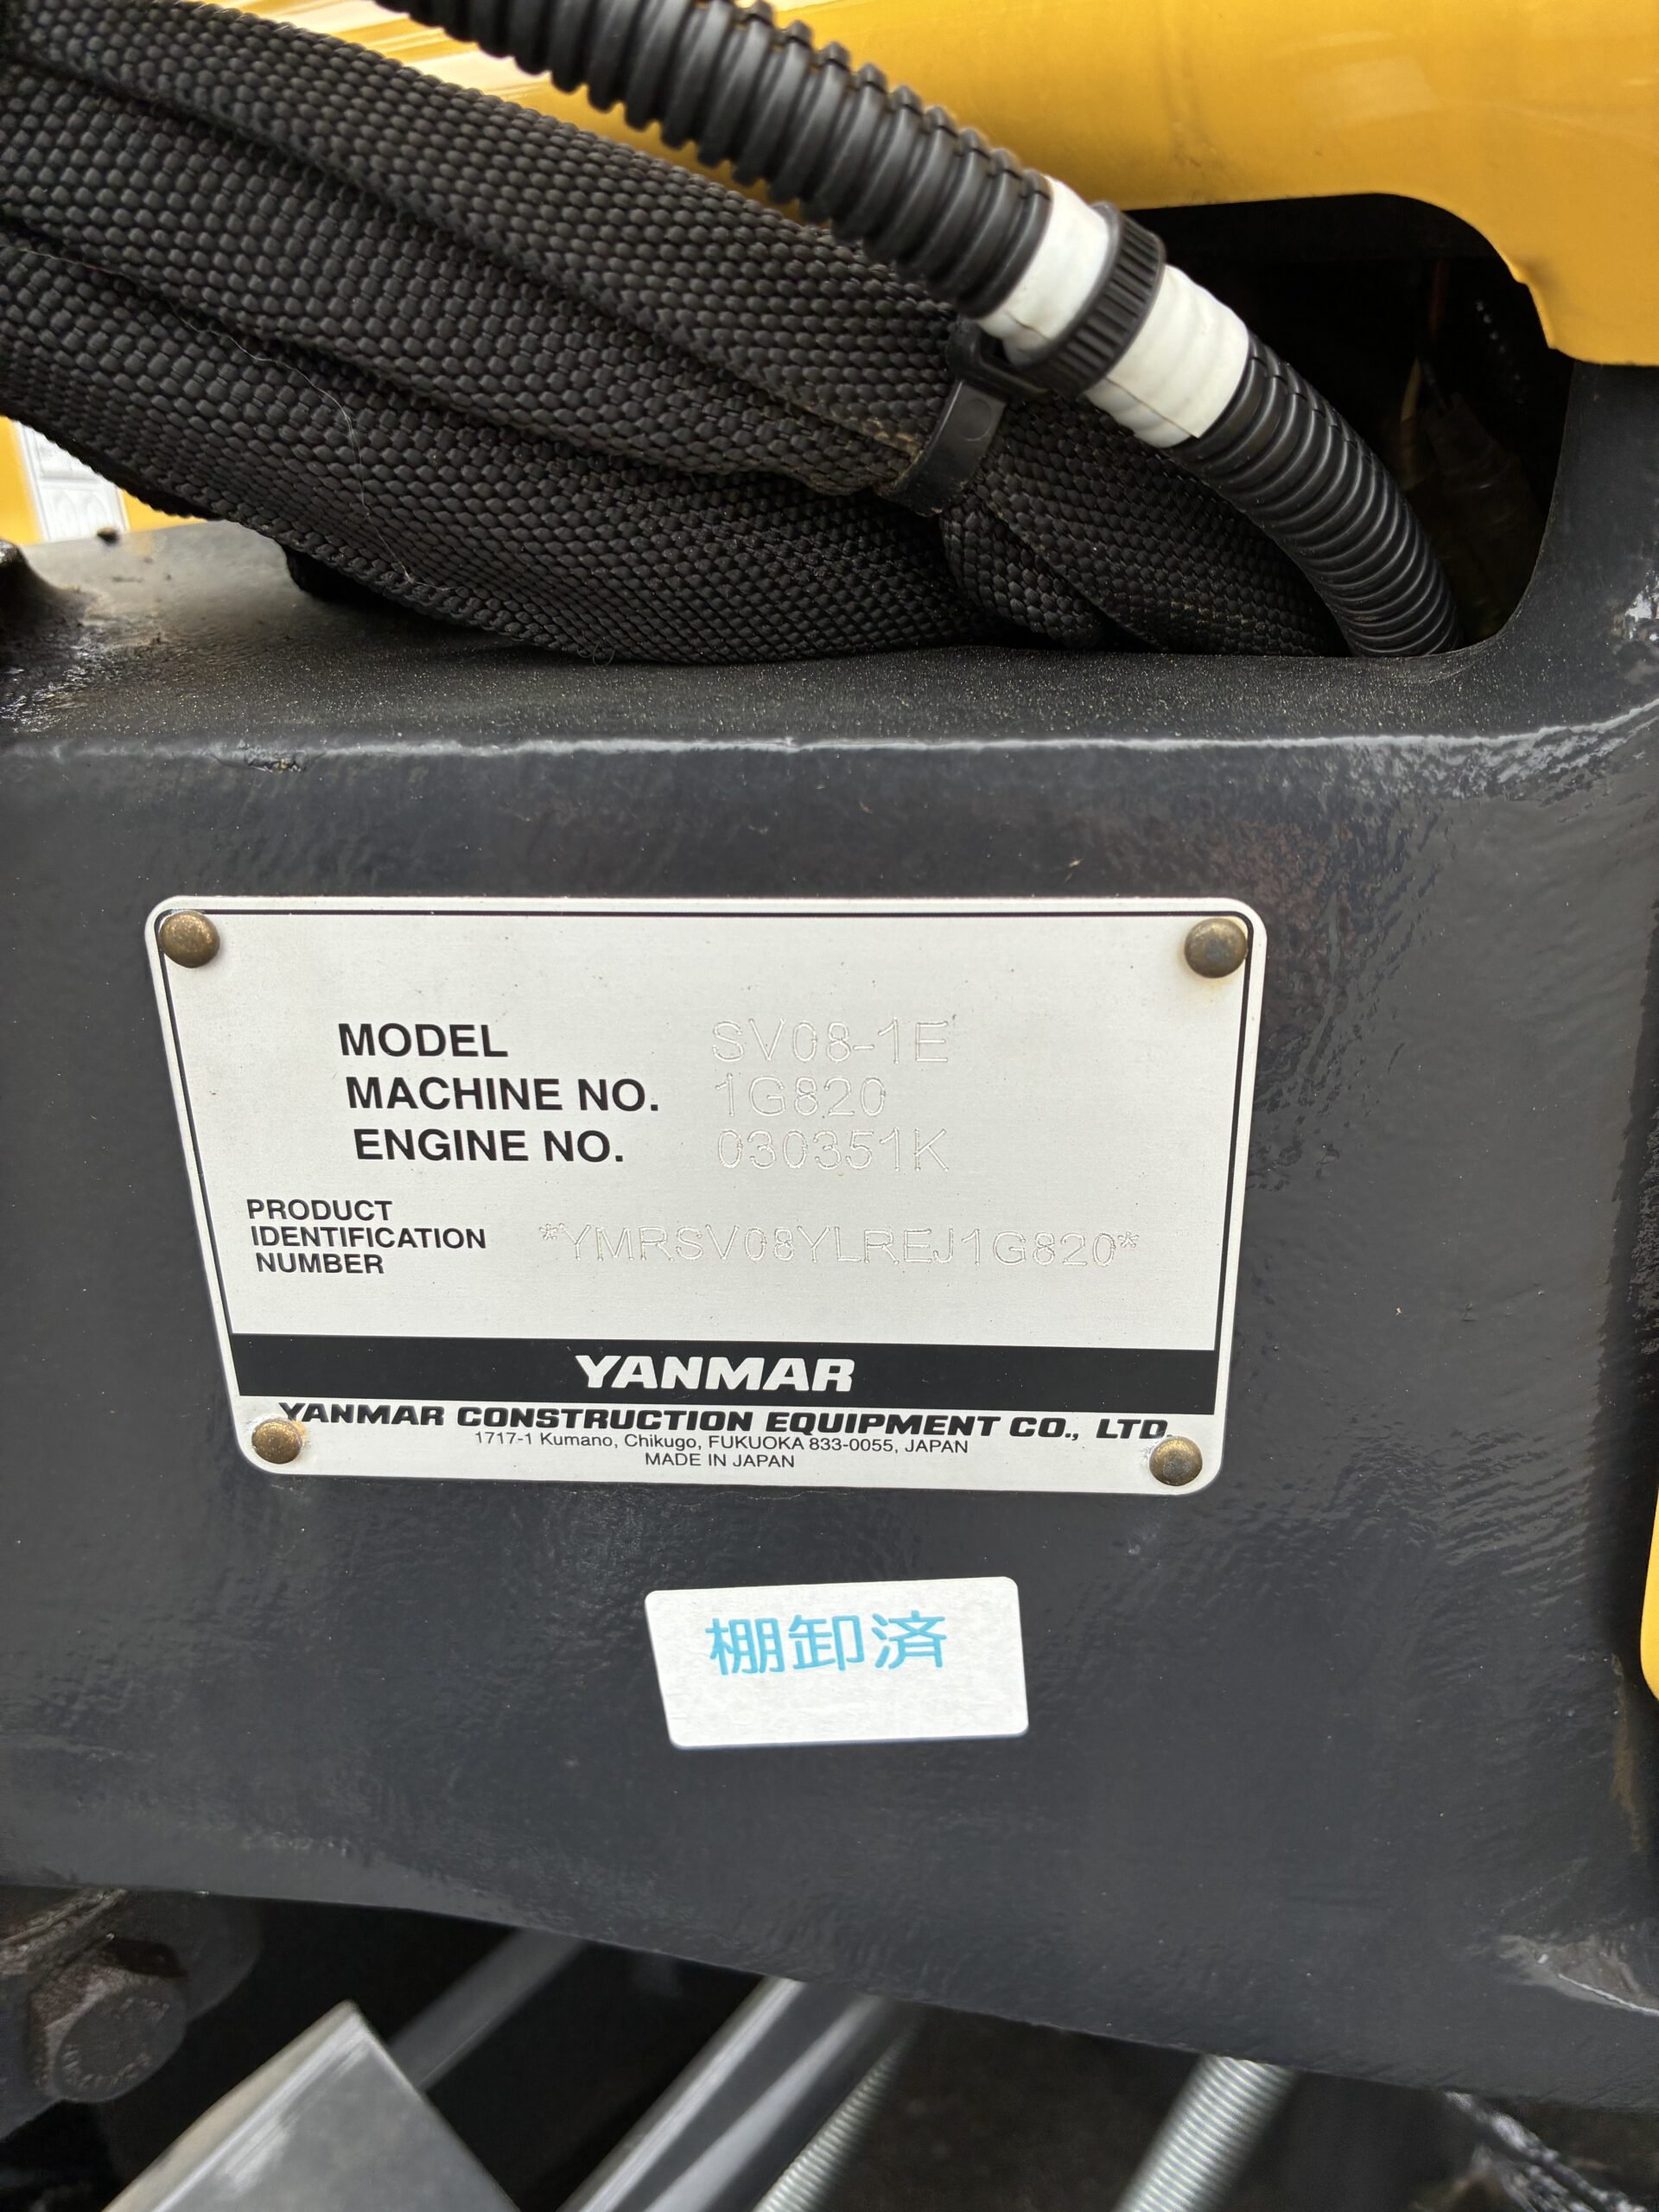 MODEL SV08-1E
MACHINE NO. 1G820
ENGINE NO. 030351K
PRODUCT
IDENTIFICATION
NUMBER
*YMRSV08YLREJ1G820*
YANMAR
YANMAR CONSTRUCTION EQUIPMENT CO., LTD.
1717-1 Kumano, Chikugo, FUKUOKA 833-0055, JAPAN
MADE IN JAPAN
棚卸済